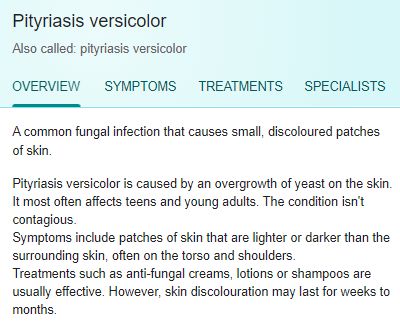 Pityriasis versicolor
Also called: pityriasis versicolor
OVERVIEW SYMPTOMS TREATMENTS SPECIALISTS
A common fungal infection that causes small, discoloured patches
of skin.
Pityriasis versicolor is caused by an overgrowth of yeast on the skin.
It most often affects teens and young adults. The condition isn't
contagious.
Symptoms include patches of skin that are lighter or darker than the
surrounding skin, often on the torso and shoulders.
Treatments such as anti-fungal creams, lotions or shampoos are
usually effective. However, skin discolouration may last for weeks to
months.